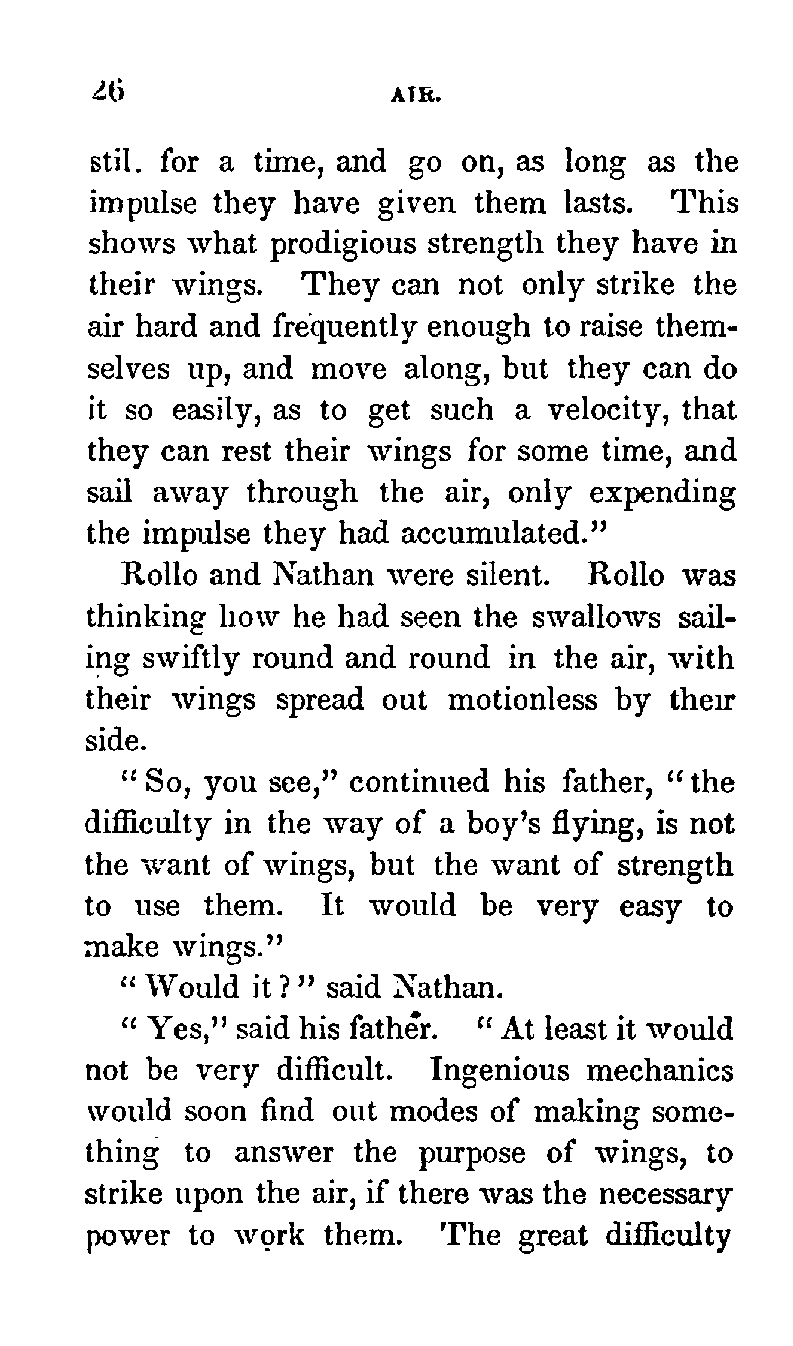 26 AIR.
stil. for a time, and go on, as long as the
impulse they have given them lasts. This
shows what prodigious strength they have in
their wings. They can not only strike the
air hard and frequently enough to raise them-
selves up, and move along, but they can do
it so easily, as to get such a velocity, that
they can rest their wings for some time, and
sail away through the air, only expending
the impulse they had accumulated.”
Rollo and Nathan were silent. Rollo was
thinking how he had seen the swallows sail-
ing swiftly round and round in the air, with
their wings spread out motionless by their
side.
“So, you see,” continued his father, “the
difficulty in the way of a boy’s flying, is not
the want of wings, but the want of strength
to use them. It would be very easy to
make wings.”
“Would it?” said Nathan.
“Yes,” said his father. “At least it would
not be very difficult. Ingenious mechanics
would soon find out modes of making some-
thing to answer the purpose of wings, to
strike upon the air, if there was the necessary
power to work them. The great difficulty